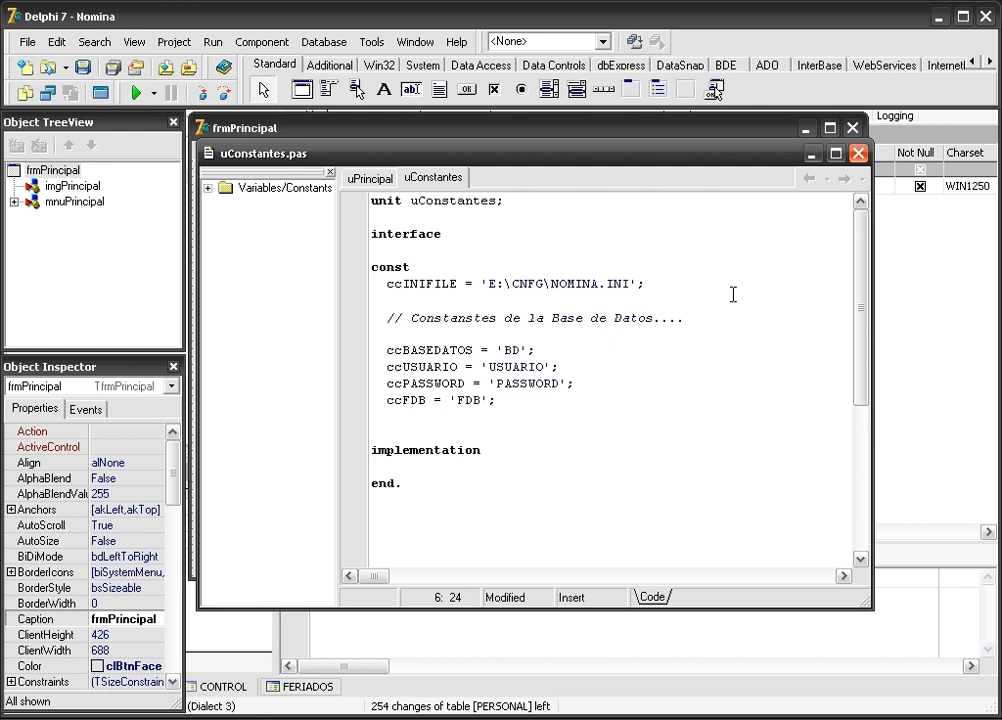 Delphi 7 - Nomina
File Edit Search View Project Run Component Database Tools Window Help <None>
Standard Additional Win32 System Data Access Data Controls dbExpress DataSnap BDE ADO InterBase WebServices InternetI
Object TreeView
frmPrincipal
imgPrincipal
mnuPrincipal
frmPrincipal
Logging
Not Null Charset
WIN1250
uConstantes.pas
Variables/Constants
uPrincipal uConstantes
unit uConstantes;
interface
const
ccINIFILE = 'E:\CNFG\NOMINA.INI';
// Constanstes de la Base de Datos....
ccBASEDATOS = 'BD';
ccUSUARIO = 'USUARIO';
ccPASSWORD = 'PASSWORD';
ccFDB = 'FDB';
implementation
end.
6: 24 Modified Insert Code
Object Inspector
frmPrincipal TfrmPrincipal
Properties Events
Action
ActiveControl
Align alNone
AlphaBlend False
AlphaBlendValu 255
Anchors [akLeft,akTop]
AutoScroll True
AutoSize False
BiDiMode bdLeftToRight
BorderIcons [biSystemMenu,
BorderStyle bsSizeable
BorderWidth 0
Caption frmPrincipal
ClientHeight 426
ClientWidth 688
Color clBtnFace
Constraints (TSizeConstrain
All shown
CONTROL FERIADOS
(Dialect 3) 254 changes of table [PERSONAL] left